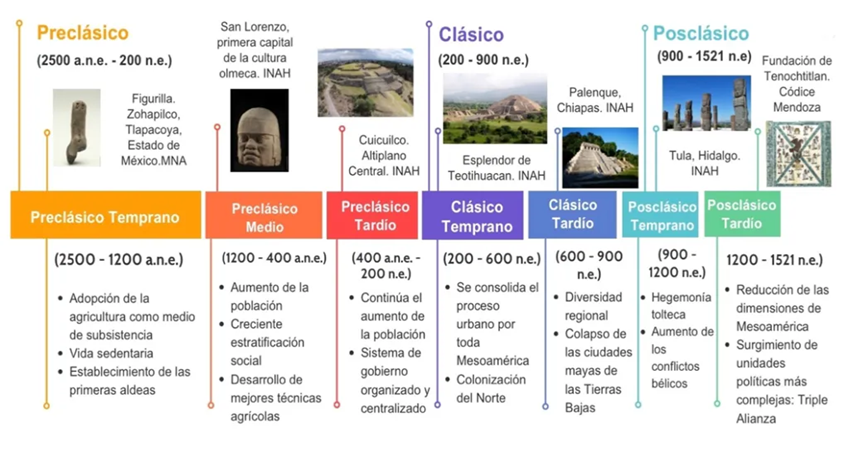 Preclásico
(2500 a.n.e. - 200 n.e.)
Figurilla.
Zohapilco,
Tlapacoya,
Estado de
México.MNA
San Lorenzo,
primera capital
de la cultura
olmeca. INAH
Cuicuilco.
Altiplano
Central. INAH
Clásico
(200 - 900 n.e.)
Esplendor de
Teotihuacan. INAH
Palenque,
Chiapas. INAH
Posclásico
(900 - 1521 n.e)
Tula, Hidalgo.
INAH
Fundación de
Tenochtitlan.
Códice
Mendoza
Preclásico Temprano
(2500 - 1200 a.n.e.)
• Adopción de la
agricultura como medio
de subsistencia
• Vida sedentaria
• Establecimiento de las
primeras aldeas
Preclásico
Medio
(1200 - 400 a.n.e.)
• Aumento de la
población
• Creciente
estratificación
social
• Desarrollo de
mejores técnicas
agrícolas
Preclásico
Tardío
(400 a.n.e. -
200 n.e.)
• Continúa el
aumento de
la población
• Sistema de
gobierno
organizado y
centralizado
Clásico
Temprano
(200 - 600 n.e.)
• Se consolida el
proceso
urbano por
toda
Mesoamérica
• Colonización
del Norte
Clásico
Tardío
(600 - 900
n.e.)
• Diversidad
regional
• Colapso de
las ciudades
mayas de
las Tierras
Bajas
Posclásico
Temprano
(900 -
1200 n.e.)
• Hegemonía
tolteca
• Aumento de
los
conflictos
bélicos
Posclásico
Tardío
1200 - 1521 n.e.)
• Reducción de las
dimensiones de
Mesoamérica
• Surgimiento de
unidades
políticas más
complejas: Triple
Alianza